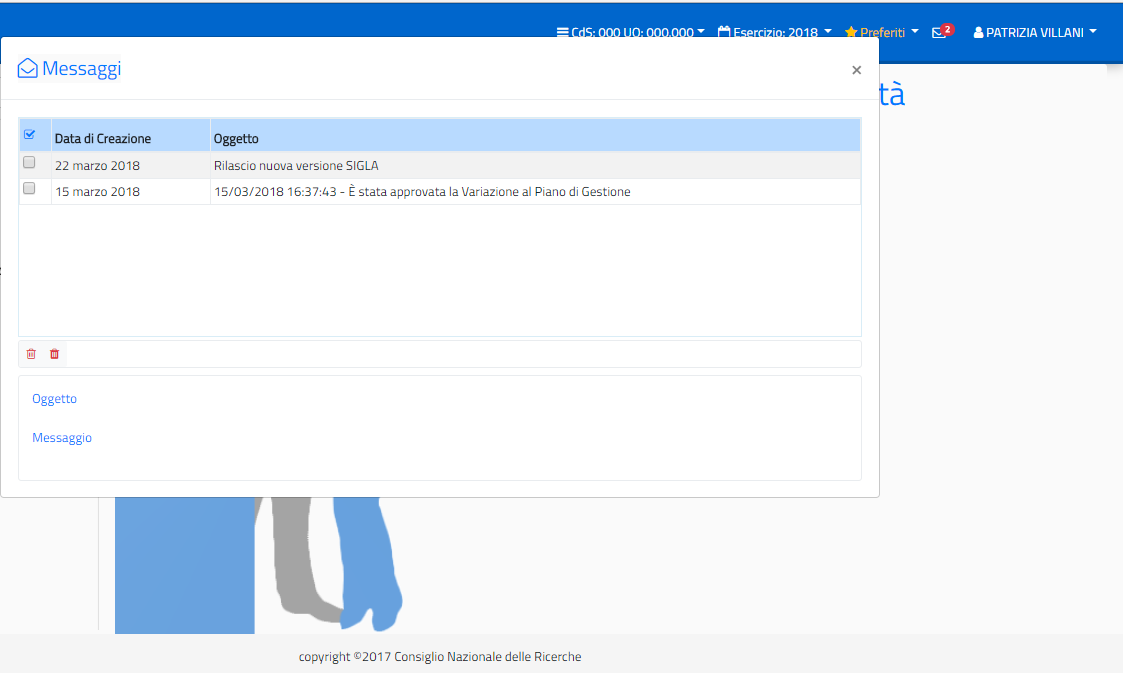 CdS: 000 UO: 000.000 Esercizio: 2018 Preferiti 2 PATRIZIA VILLANI
Messaggi ×
tà
Data di Creazione Oggetto
22 marzo 2018 Rilascio nuova versione SIGLA
15 marzo 2018 15/03/2018 16:37:43 - È stata approvata la Variazione al Piano di Gestione
Oggetto
Messaggio
copyright ©2017 Consiglio Nazionale delle Ricerche